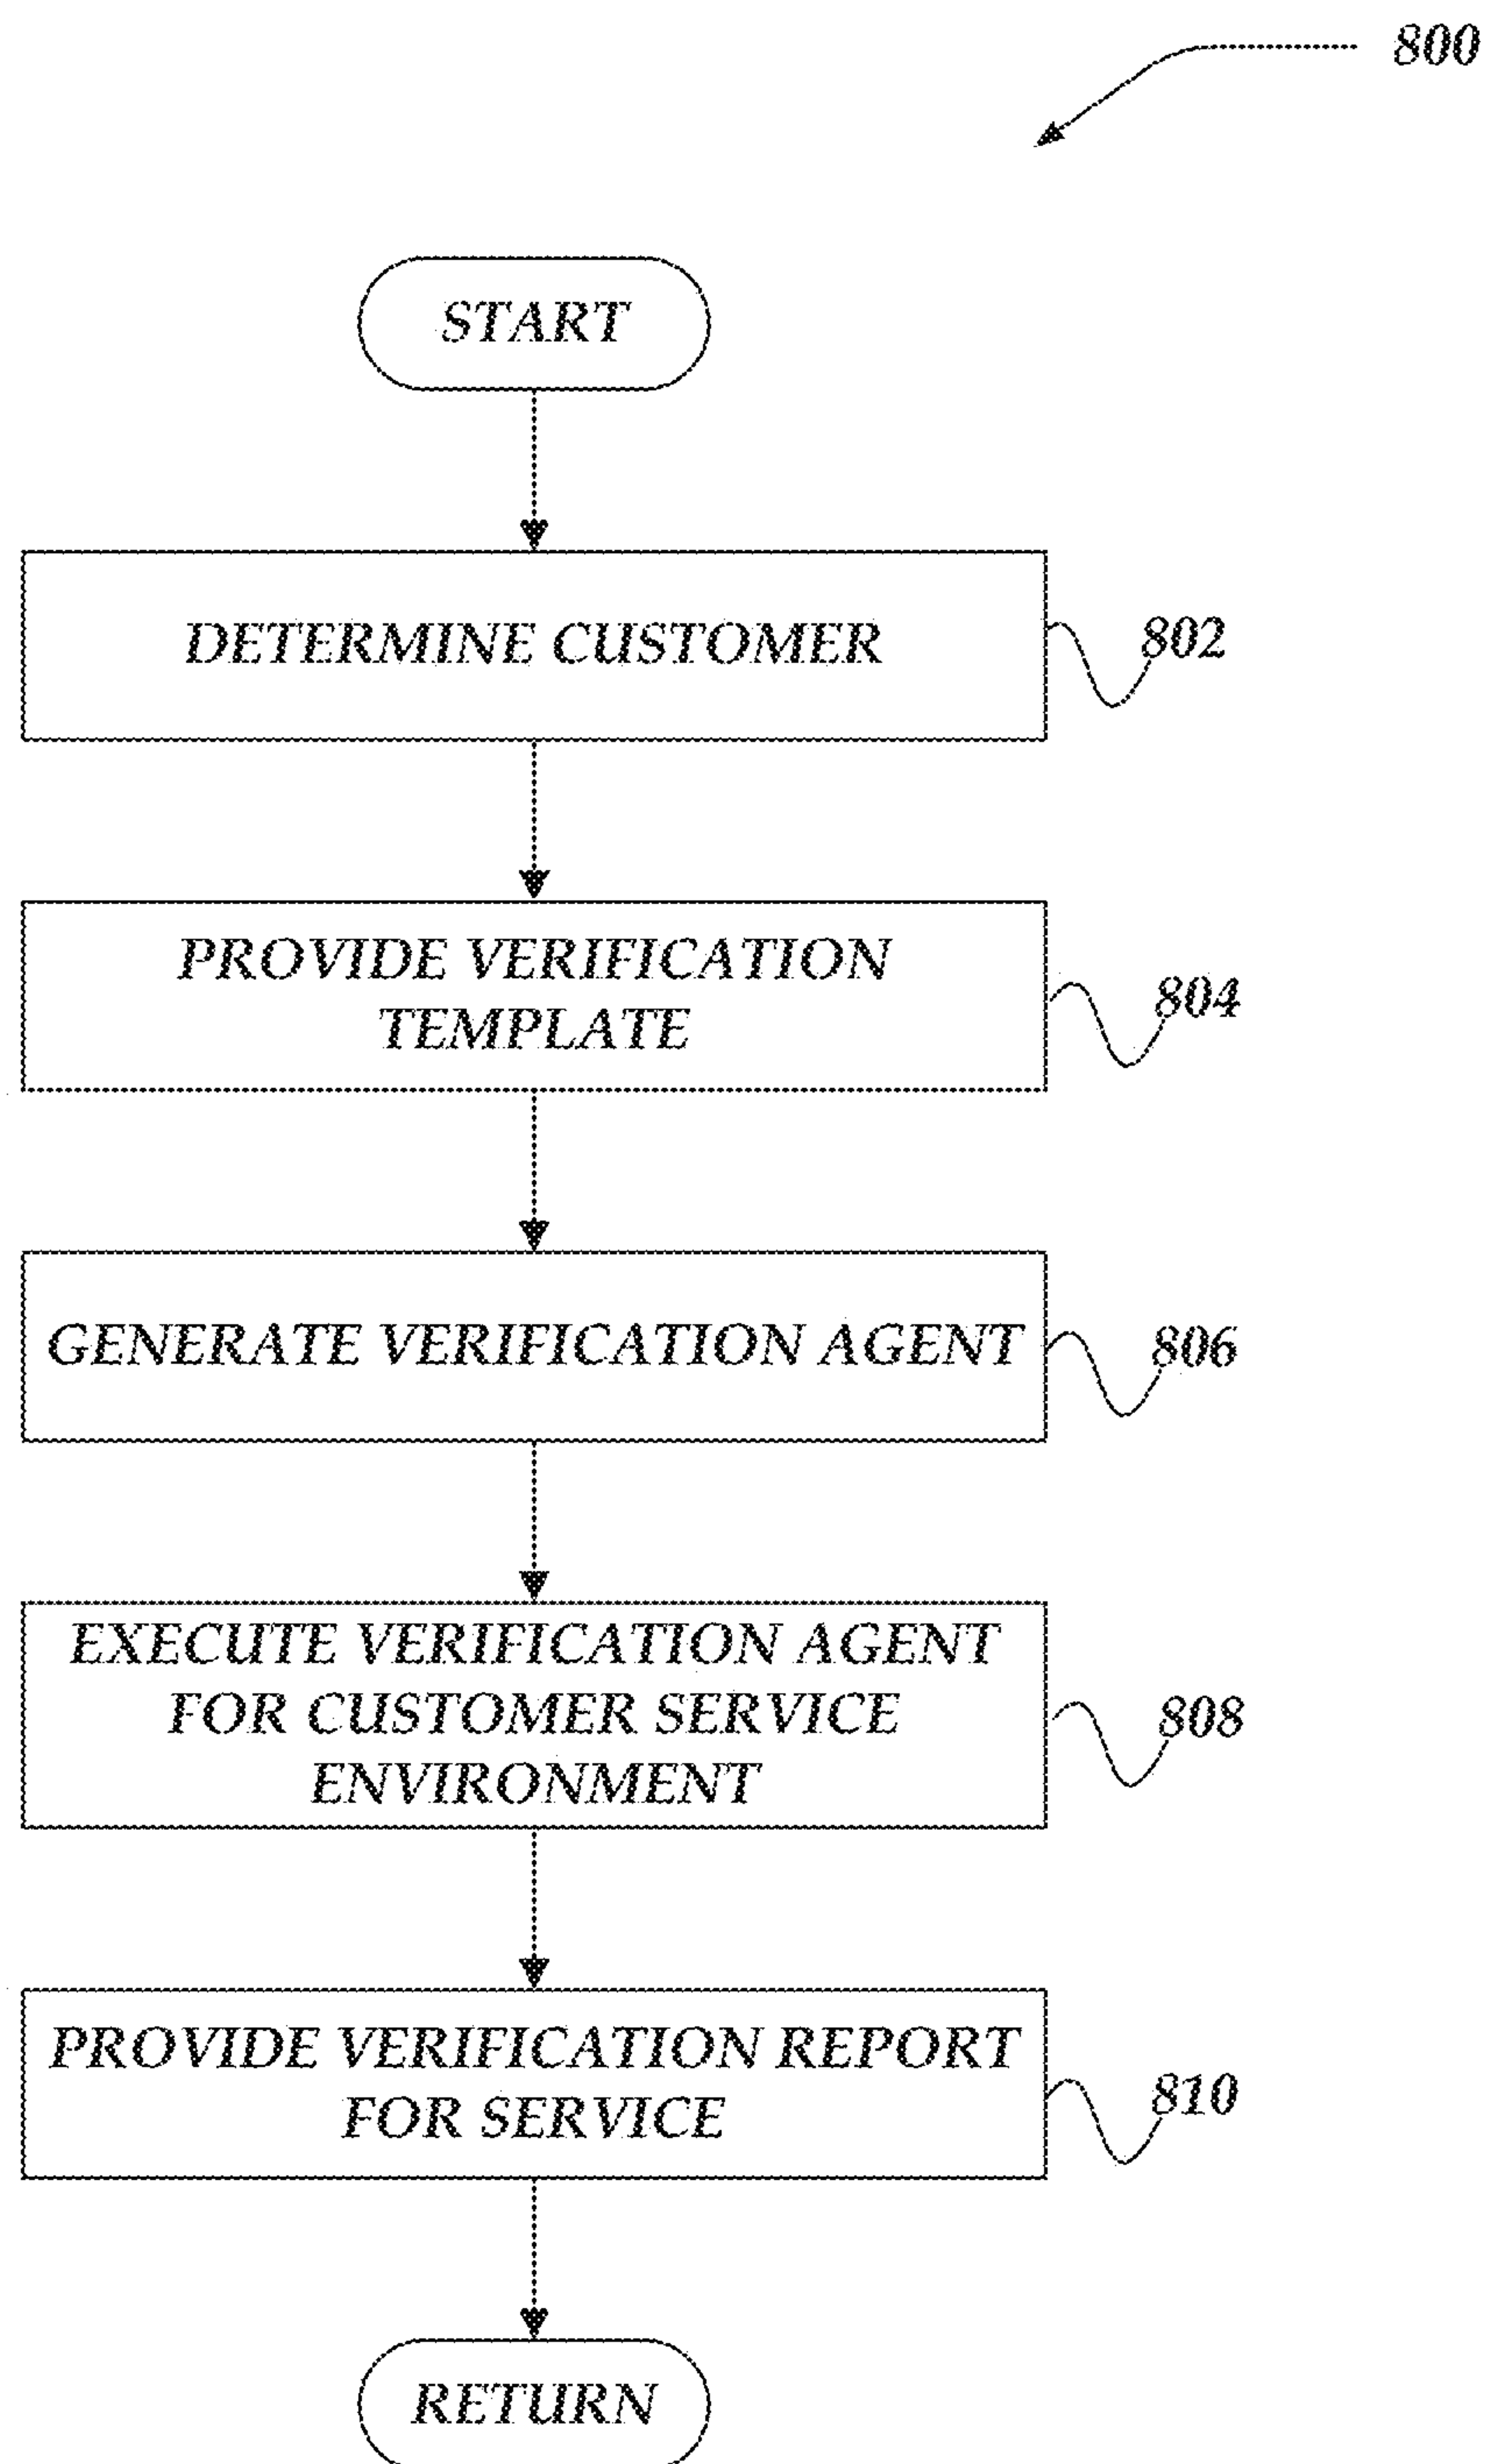 800
START
DETERMINE CUSTOMER
802
PROVIDE VERIFICATION
TEMPLATE
804
GENERATE VERIFICATION AGENT
806
EXECUTE VERIFICATION AGENT
FOR CUSTOMER SERVICE
ENVIRONMENT
808
PROVIDE VERIFICATION REPORT
FOR SERVICE
810
RETURN